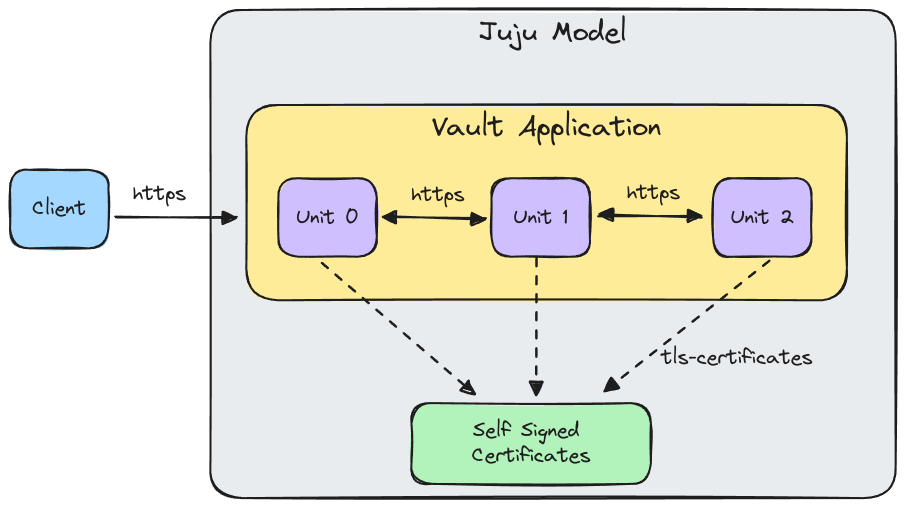 Juju Model
Vault Application
Client
https
Unit 0
https
Unit 1
https
Unit 2
tls-certificates
Self Signed
Certificates